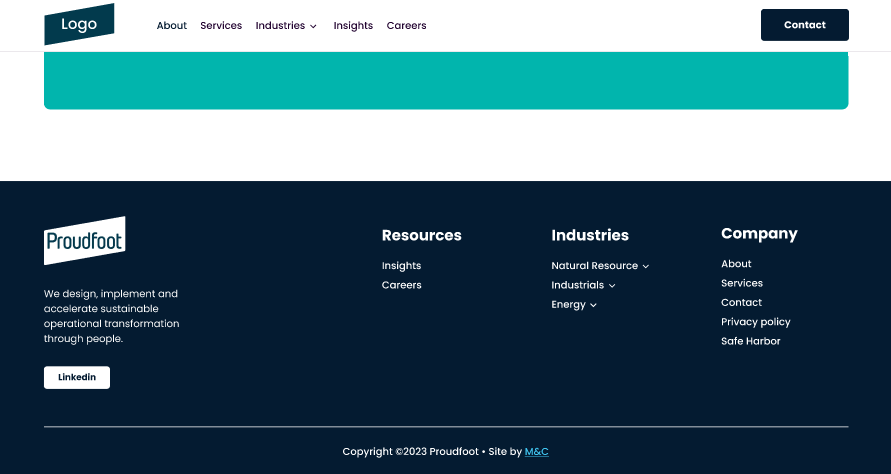 Logo
About Services Industries Insights Careers
Contact
Proudfoot
We design, implement and
accelerate sustainable
operational transformation
through people.
Linkedin
Resources
Insights
Careers
Industries
Natural Resource
Industrials
Energy
Company
About
Services
Contact
Privacy policy
Safe Harbor
Copyright ©2023 Proudfoot • Site by M&C